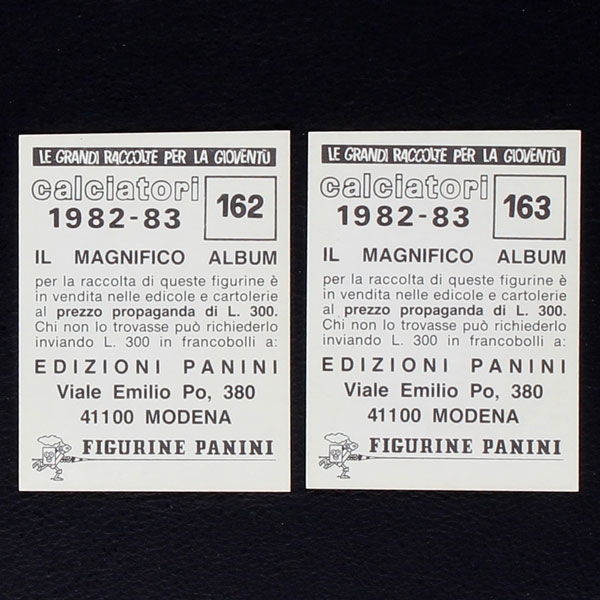 LE GRANDI RACCOLTE PER LA GIOVENTÙ
calciatori
1982-83
162
IL MAGNIFICO ALBUM
per la raccolta di queste figurine è
in vendita nelle edicole e cartolerie
al prezzo propaganda di L. 300.
Chi non lo trovasse può richiederlo
inviando L. 300 in francobolli a:
EDIZIONI PANINI
Viale Emilio Po, 380
41100 MODENA
FIGURINE PANINI
LE GRANDI RACCOLTE PER LA GIOVENTÙ
calciatori
1982-83
163
IL MAGNIFICO ALBUM
per la raccolta di queste figurine è
in vendita nelle edicole e cartolerie
al prezzo propaganda di L. 300.
Chi non lo trovasse può richiederlo
inviando L. 300 in francobolli a:
EDIZIONI PANINI
Viale Emilio Po, 380
41100 MODENA
FIGURINE PANINI